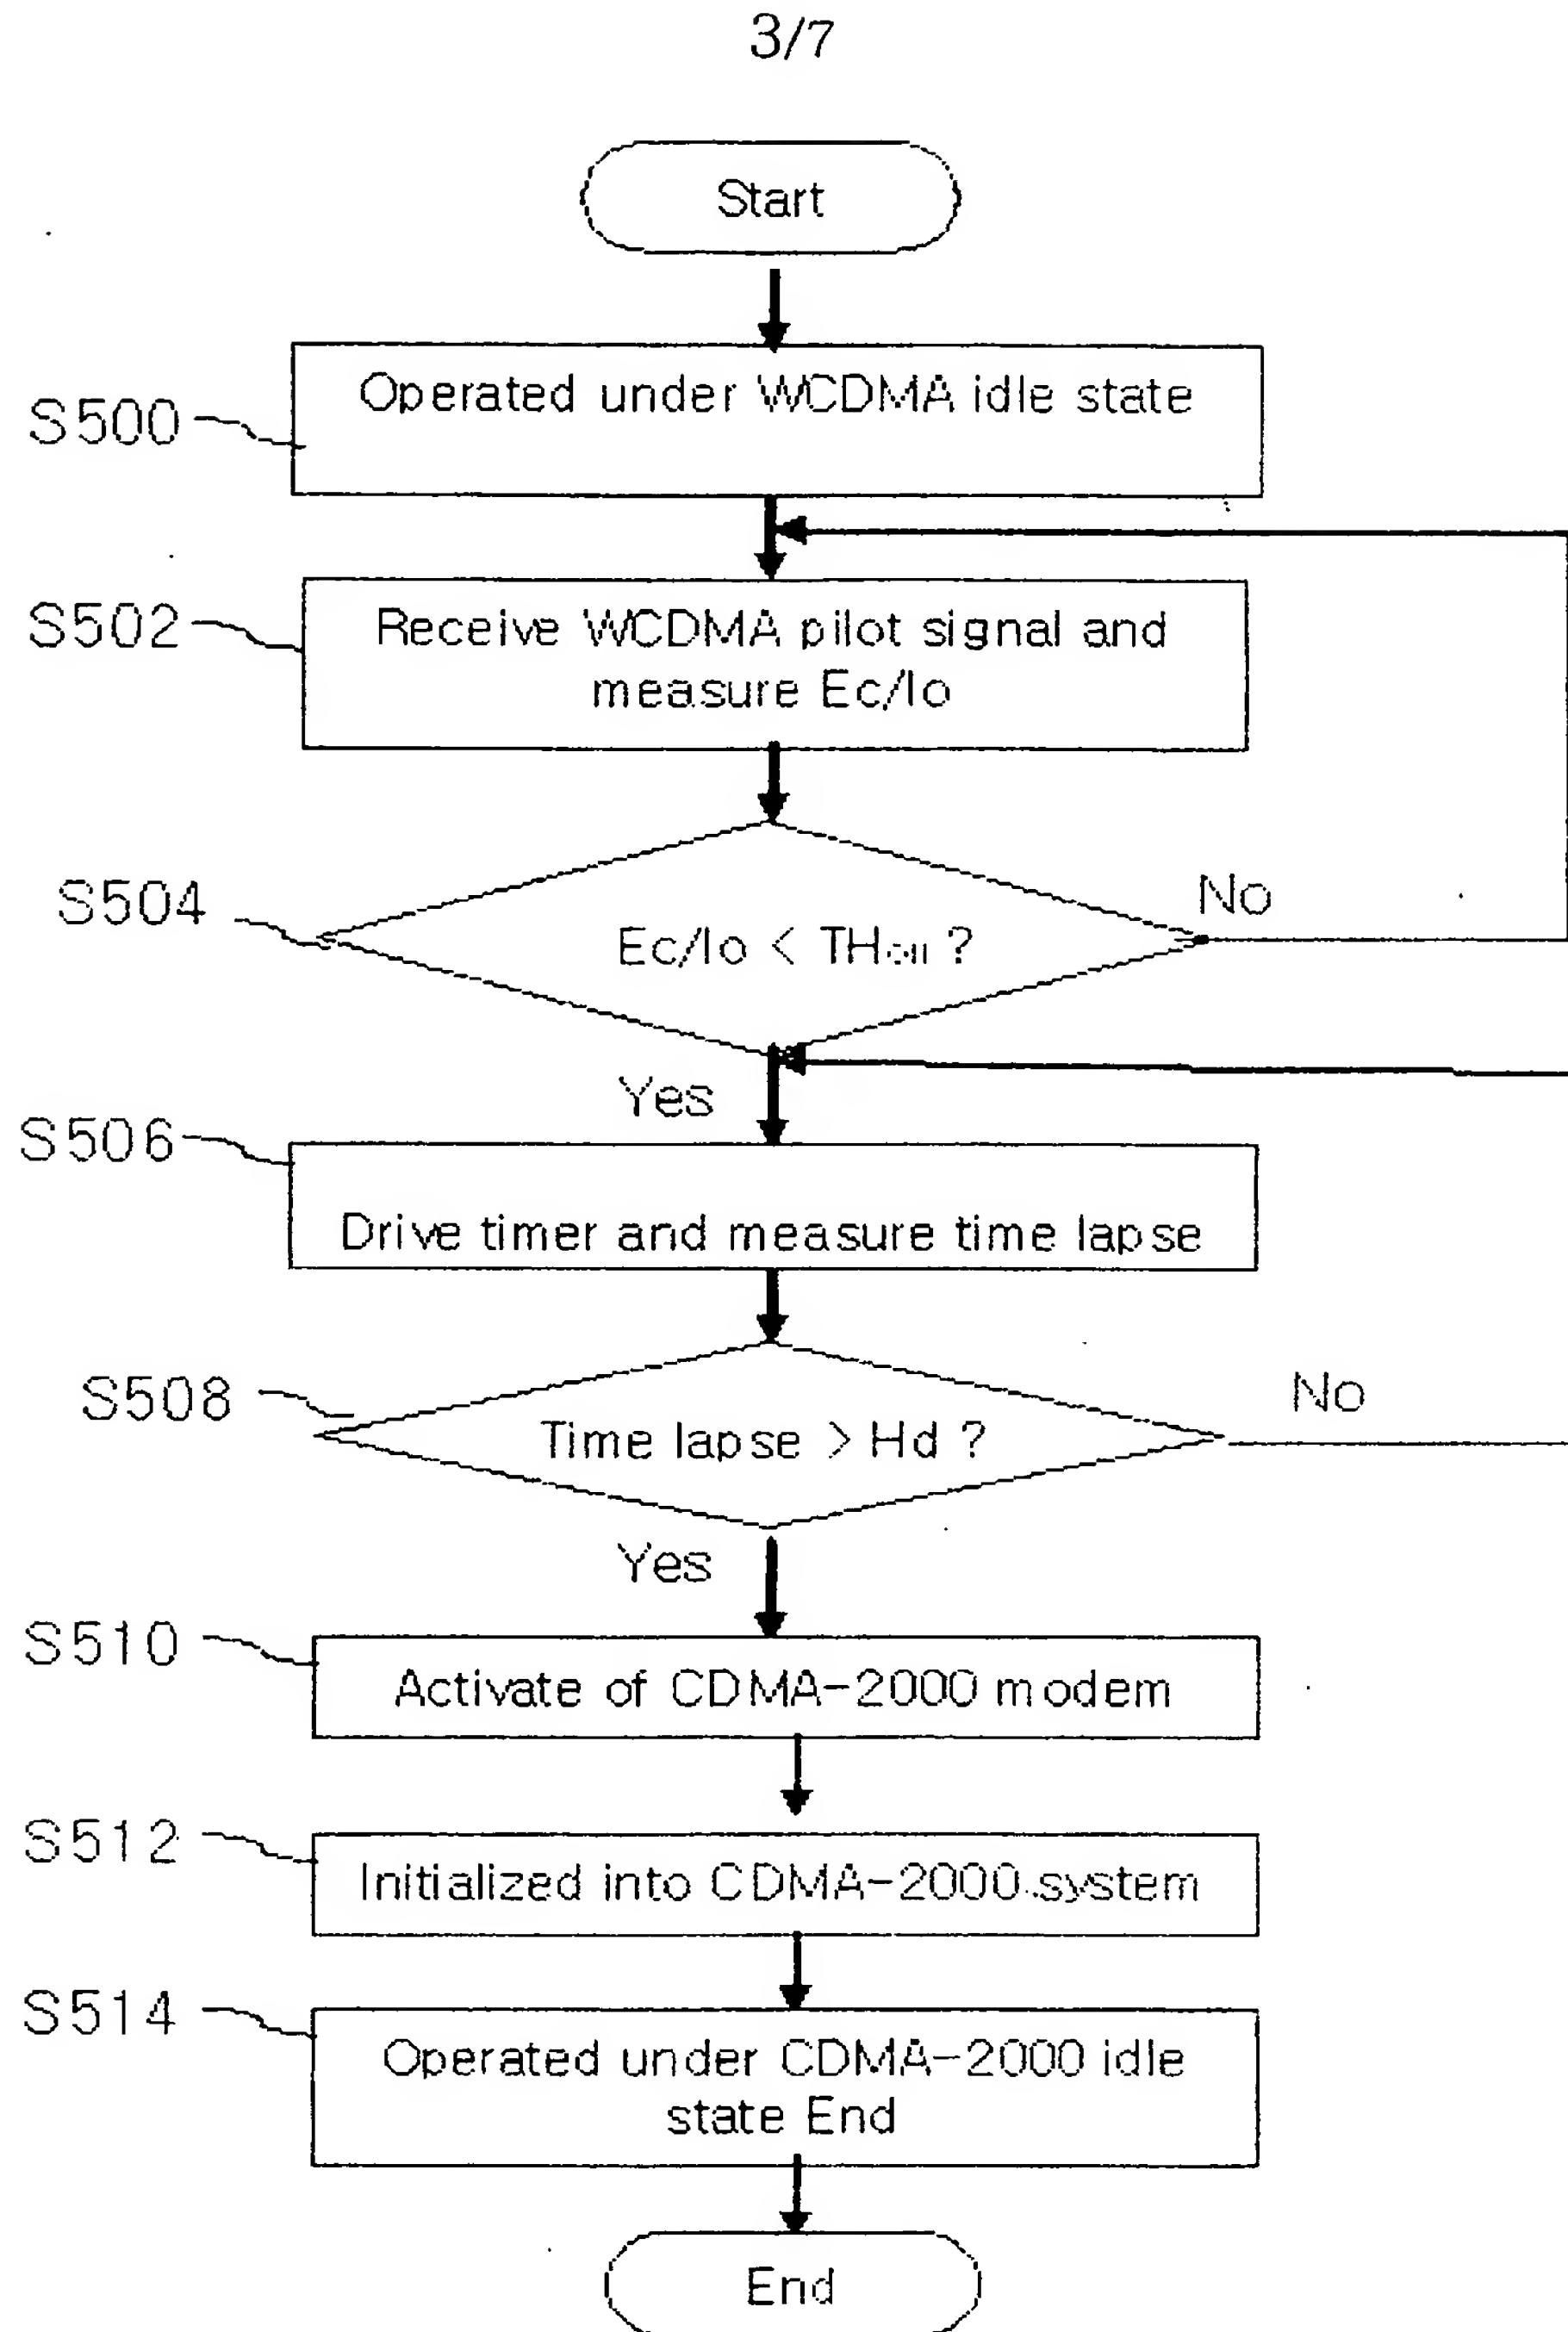 3/7
Start
S500
Operated under WCDMA idle state
S502
Receive WCDMA pilot signal and
measure Ec/Io
S504
No
Ec/Io < ?
Yes
S506
Drive timer and measure time lapse
S508
No
Time lapse > Hd ?
Yes
S510
Activate of CDMA-2000 modem
S512
Initialized into CDMA-2000 system
S514
Operated under CDMA-2000 idle
state End
End